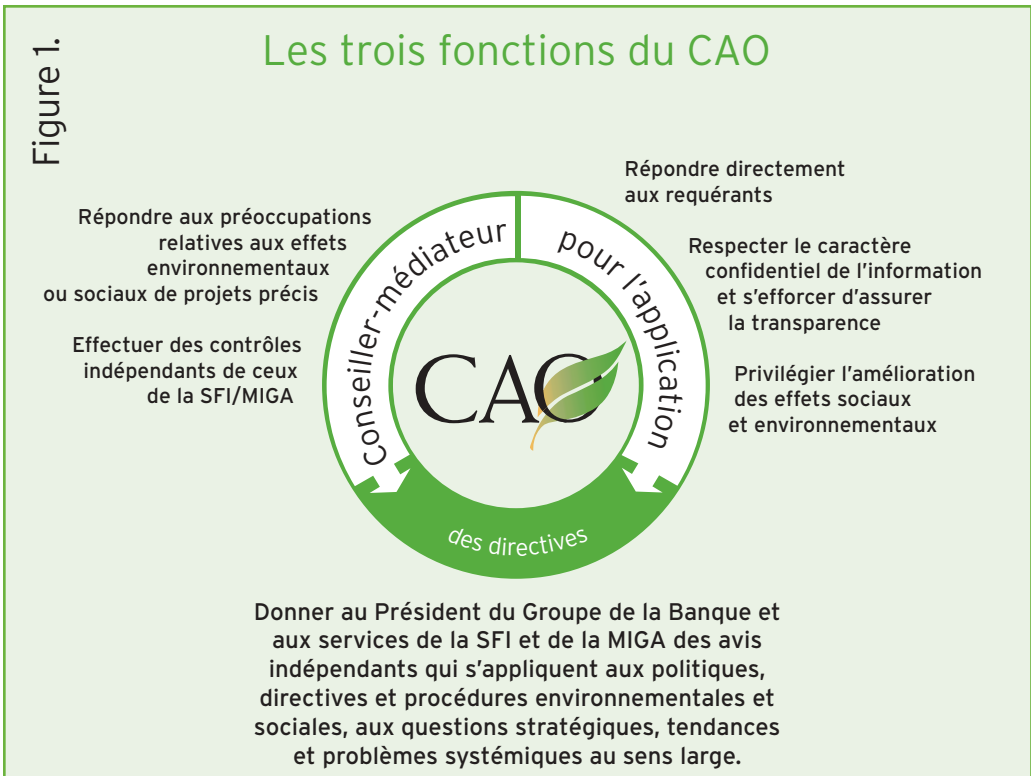 Figure 1.
Les trois fonctions du CAO
Répondre aux préoccupations
relatives aux effets
environnementaux
ou sociaux de projets précis
Effectuer des contrôles
indépendants de ceux
de la SFI/MIGA
Conseiller-médiateur
pour l'application
des directives
CAO
Répondre directement
aux requérants
Respecter le caractère
confidentiel de l'information
et s'efforcer d'assurer
la transparence
Privilégier l'amélioration
des effets sociaux
et environnementaux
Donner au Président du Groupe de la Banque et
aux services de la SFI et de la MIGA des avis
indépendants qui s'appliquent aux politiques,
directives et procédures environnementales et
sociales, aux questions stratégiques, tendances
et problèmes systémiques au sens large.